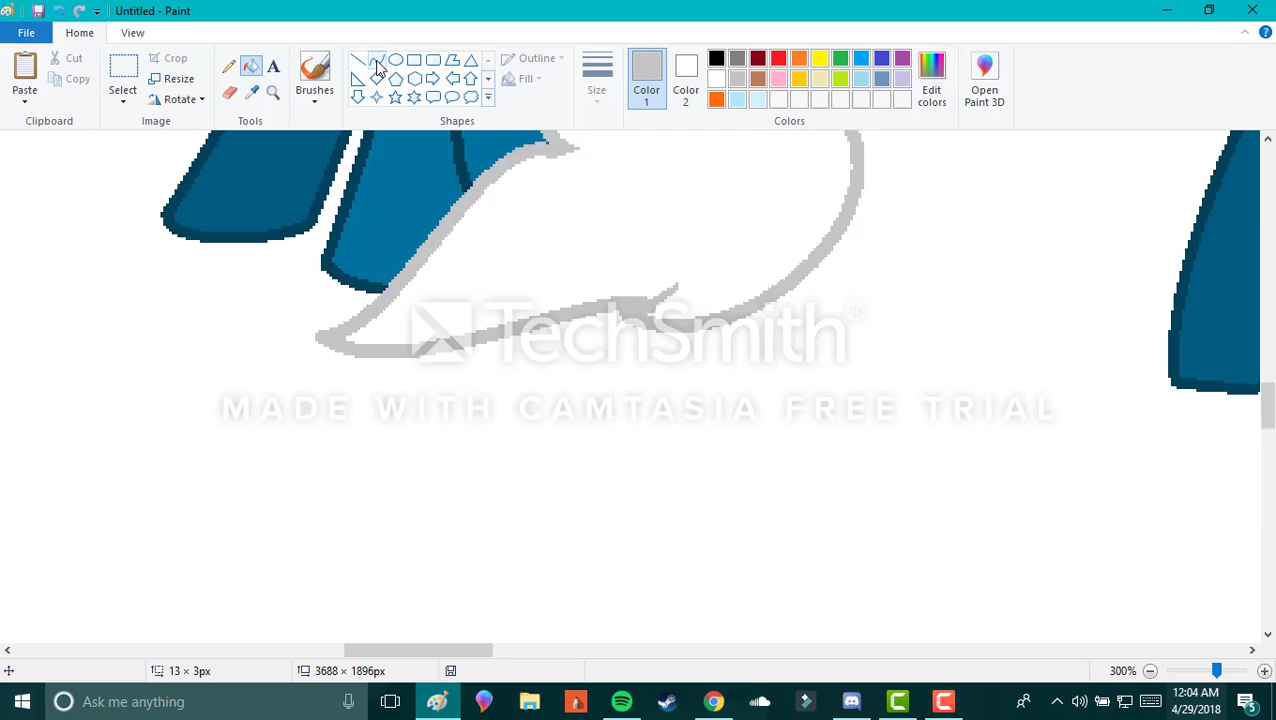 Untitled - Paint
File
Home
View
Paste
Cut
Copy
Clipboard
Select
Crop
Resize
Rotate
Image
Tools
A
Brushes
Shapes
Outline
Fill
Size
Color 1
Color 2
Edit colors
Colors
Open Paint 3D
TechSmith®
MADE WITH CAMTASIA FREE TRIAL
13 × 3px
3688 × 1896px
300%
Ask me anything
12:04 AM
4/29/2018
5